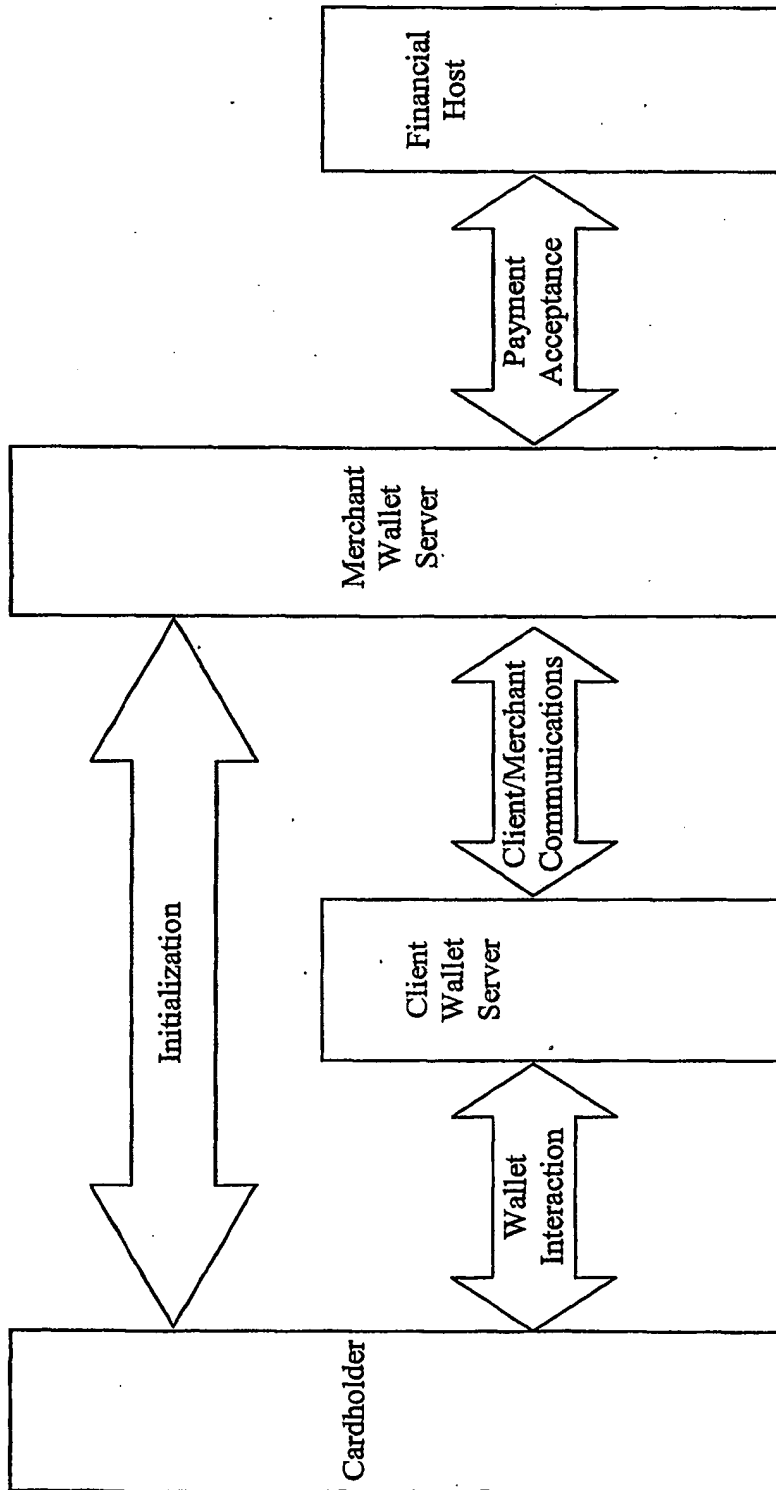 Cardholder
Initialization
Wallet
Interaction
Client
Wallet
Server
Client/Merchant
Communications
Merchant
Wallet
Server
Payment
Acceptance
Financial
Host